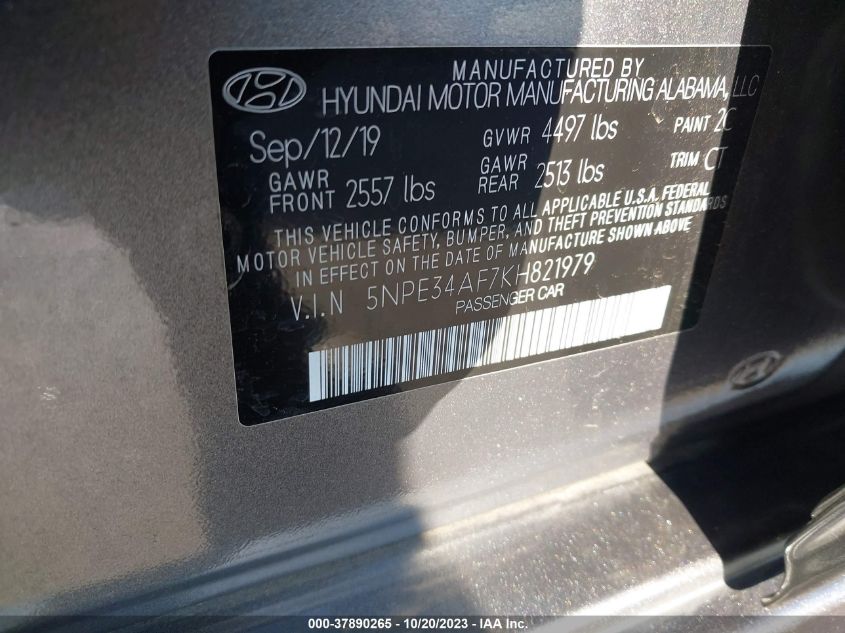 MANUFACTURED BY
HYUNDAI MOTOR MANUFACTURING ALABAMA, LLC
Sep/12/19 GVWR 4497 lbs PAINT 2C
GAWR FRONT 2557 lbs GAWR REAR 2513 lbs TRIM CT
THIS VEHICLE CONFORMS TO ALL APPLICABLE U.S.A. FEDERAL
MOTOR VEHICLE SAFETY, BUMPER, AND THEFT PREVENTION STANDARDS
IN EFFECT ON THE DATE OF MANUFACTURE SHOWN ABOVE
V.I.N 5NPE34AF7KH821979
PASSENGER CAR
000-37890265 - 10/20/2023 - IAA Inc.